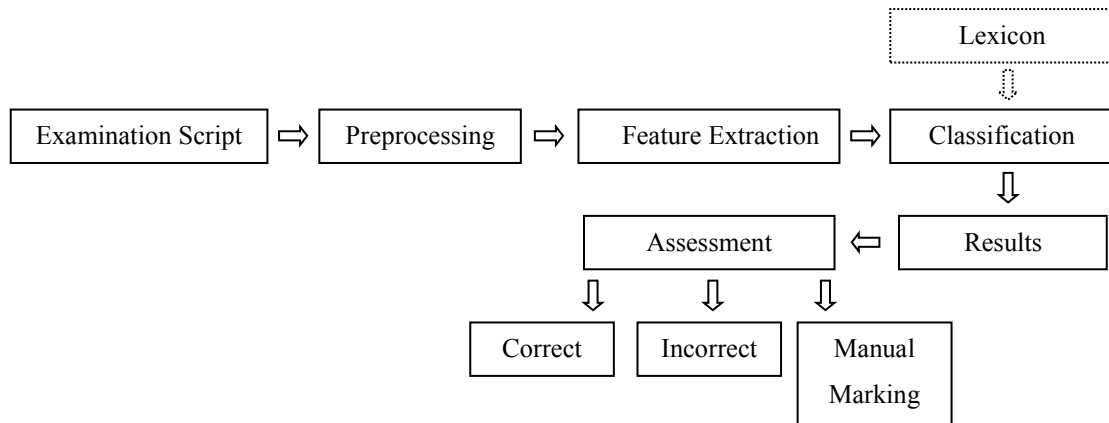 Lexicon
Examination Script
Preprocessing
Feature Extraction
Classification
Assessment
Results
Correct
Incorrect
Manual
Marking